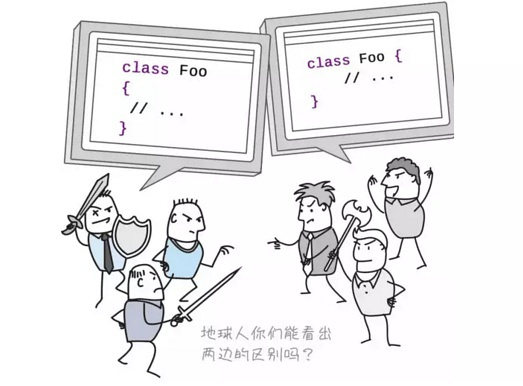 class Foo
{
// ...
}
class Foo {
// ...
}
地球人你们能看出
两边的区别吗?